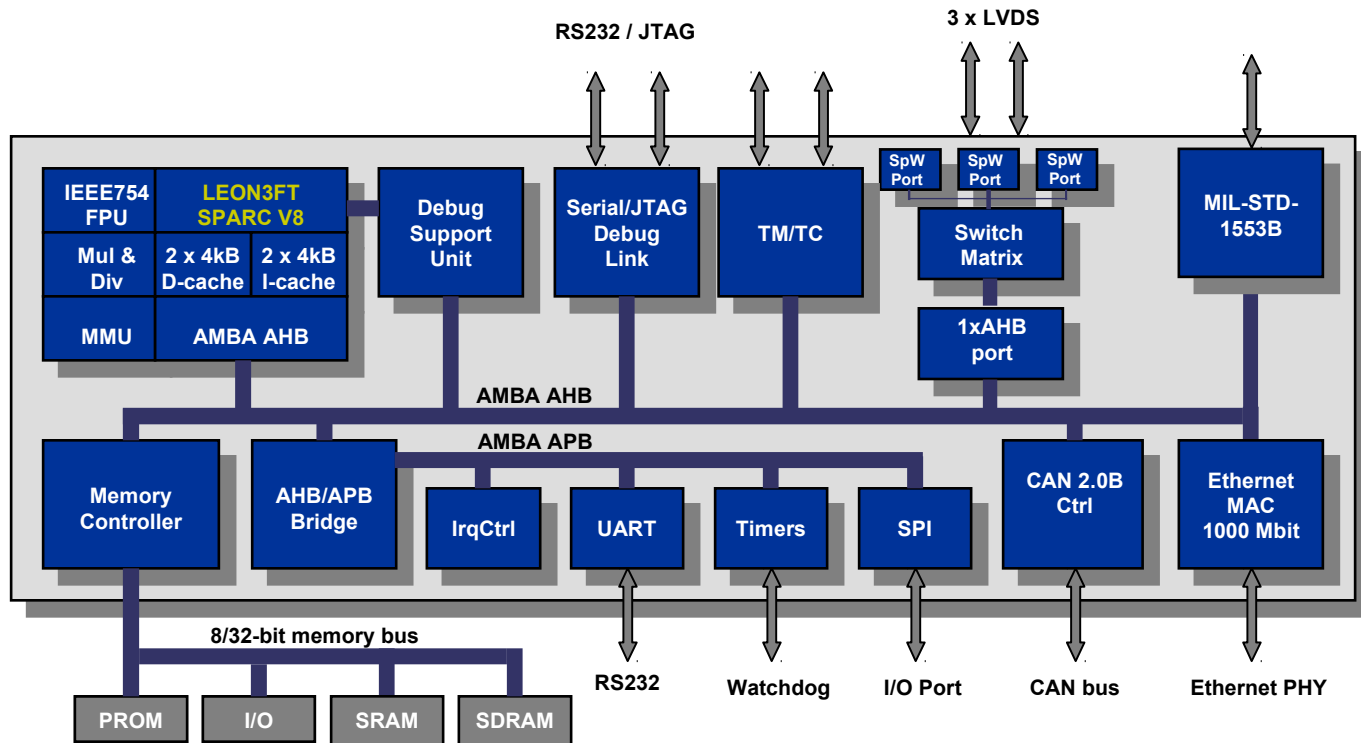 RS232 / JTAG
3 x LVDS
IEEE754
FPU
LEON3FT
SPARC V8
Mul &
Div
2 x 4kB
D-cache
2 x 4kB
I-cache
MMU
AMBA AHB
Debug
Support
Unit
Serial/JTAG
Debug
Link
TM/TC
SpW
Port
SpW
Port
SpW
Port
Switch
Matrix
1xAHB
port
MIL-STD-
1553B
AMBA AHB
AMBA APB
Memory
Controller
AHB/APB
Bridge
IrqCtrl
UART
Timers
SPI
CAN 2.0B
Ctrl
Ethernet
MAC
1000 Mbit
8/32-bit memory bus
RS232
Watchdog
I/O Port
CAN bus
Ethernet PHY
PROM
I/O
SRAM
SDRAM